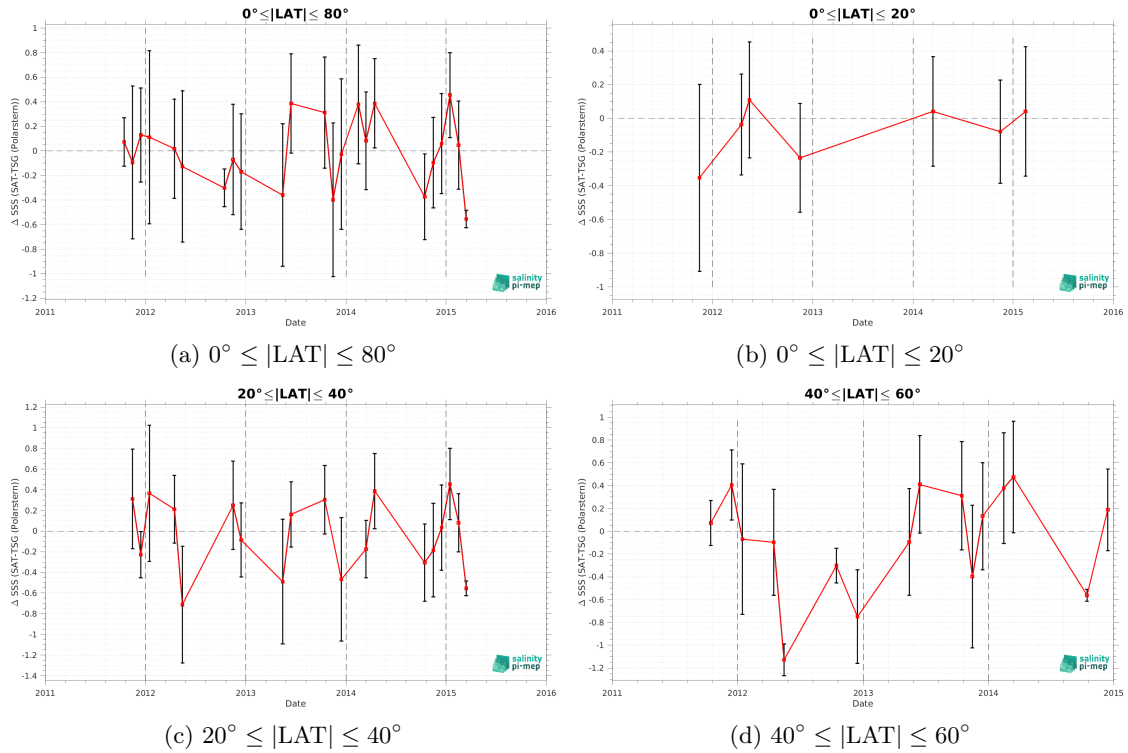 0°≤|LAT|≤ 80°
1
0.8
0.6
0.4
0.2
0
-0.2
-0.4
-0.6
-0.8
-1
-1.2
Δ SSS (SAT-TSG (Polarstern))
2011 2012 2013 2014 2015 2016
Date
salinity
pi-mep
(a) 0° ≤ |LAT| ≤ 80°
0°≤|LAT|≤ 20°
0.4
0.2
0
-0.2
-0.4
-0.6
-0.8
-1
Δ SSS (SAT-TSG (Polarstern))
2011 2012 2013 2014 2015 2016
Date
salinity
pi-mep
(b) 0° ≤ |LAT| ≤ 20°
20°≤|LAT|≤ 40°
1.2
1
0.8
0.6
0.4
0.2
0
-0.2
-0.4
-0.6
-0.8
-1
-1.2
-1.4
Δ SSS (SAT-TSG (Polarstern))
2011 2012 2013 2014 2015 2016
Date
salinity
pi-mep
(c) 20° ≤ |LAT| ≤ 40°
40°≤|LAT|≤ 60°
1
0.8
0.6
0.4
0.2
0
-0.2
-0.4
-0.6
-0.8
-1
-1.2
Δ SSS (SAT-TSG (Polarstern))
2011 2012 2013 2014 2015
Date
salinity
pi-mep
(d) 40° ≤ |LAT| ≤ 60°